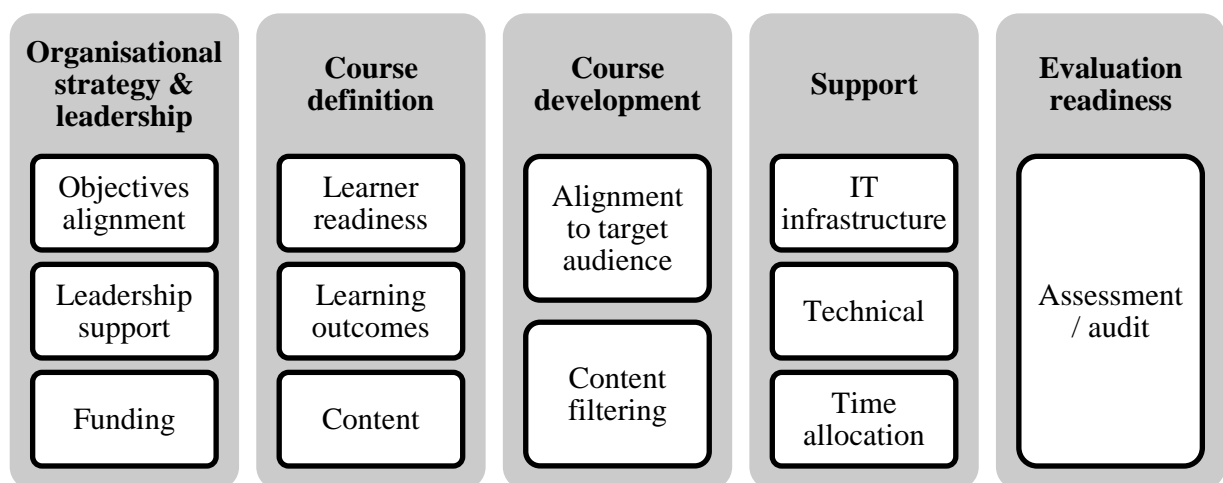 Organisational
strategy &
leadership
Objectives
alignment
Leadership
support
Funding
Course
definition
Learner
readiness
Learning
outcomes
Content
Course
development
Alignment
to target
audience
Content
filtering
Support
IT
infrastructure
Technical
Time
allocation
Evaluation
readiness
Assessment
/ audit